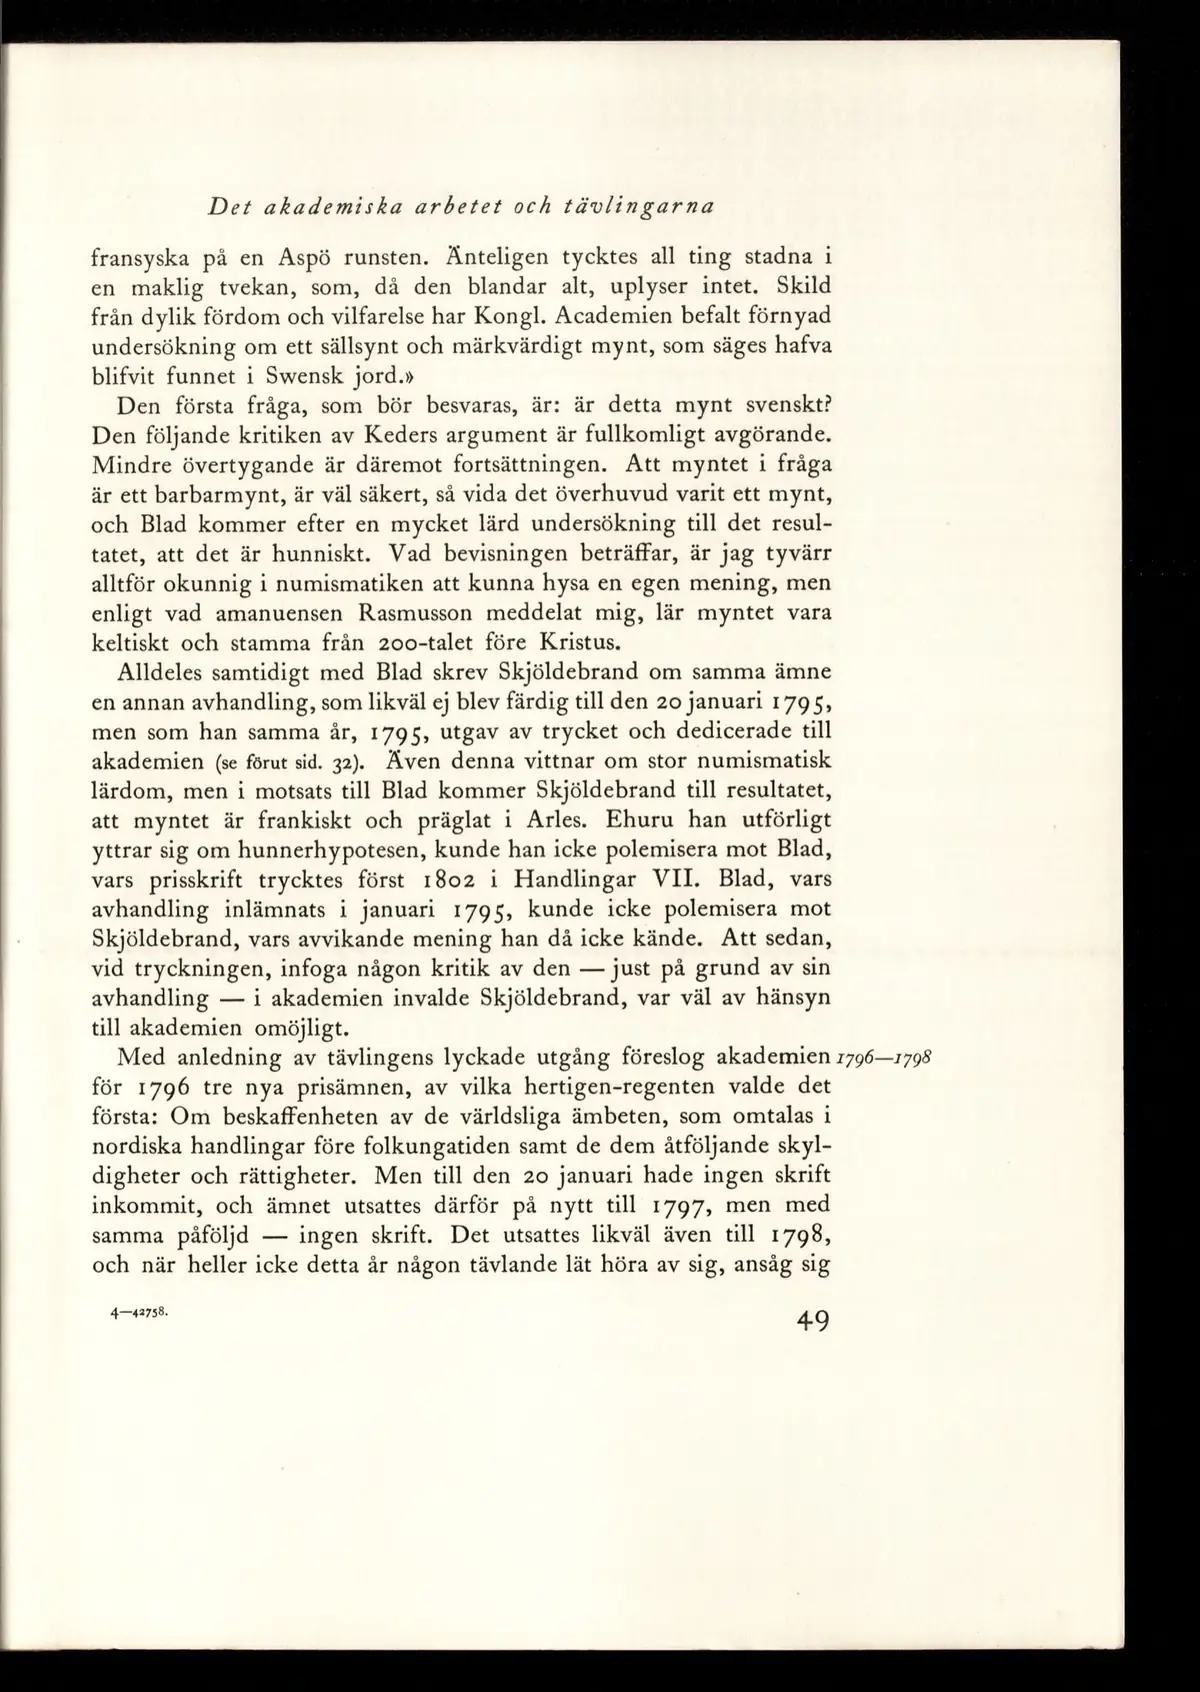 Det akademiska arbetet och tävlingarna
fransyska på en Aspö runsten. Änteligen tycktes all ting stadna i
en maklig tvekan, som, då den blandar alt, uplyser intet. Skild
från dylik fördom och vilfarelse har Kongl. Academien befalt förnyad
undersökning om ett sällsynt och märkvärdigt mynt, som säges hafva
blifvit funnet i Swensk jord.»
Den första fråga, som bör besvaras, är: är detta mynt svenskt?
Den följande kritiken av Keders argument är fullkomligt avgörande.
Mindre övertygande är däremot fortsättningen. Att myntet i fråga
är ett barbarmynt, är väl säkert, så vida det överhuvud varit ett mynt,
och Blad kommer efter en mycket lärd undersökning till det resul-
tatet, att det är hunniskt. Vad bevisningen beträffar, är jag tyvärr
alltför okunnig i numismatiken att kunna hysa en egen mening, men
enligt vad amanuensen Rasmusson meddelat mig, lär myntet vara
keltiskt och stamma från 200-talet före Kristus.
Alldeles samtidigt med Blad skrev Skjöldebrand om samma ämne
en annan avhandling, som likväl ej blev färdig till den 20 januari 1795,
men som han samma år, 1795, utgav av trycket och dedicerade till
akademien (se förut sid. 32). Även denna vittnar om stor numismatisk
lärdom, men i motsats till Blad kommer Skjöldebrand till resultatet,
att myntet är frankiskt och präglat i Arles. Ehuru han utförligt
yttrar sig om hunnerhypotesen, kunde han icke polemisera mot Blad,
vars prisskrift trycktes först 1802 i Handlingar VII. Blad, vars
avhandling inlämnats i januari 1795, kunde icke polemisera mot
Skjöldebrand, vars avvikande mening han då icke kände. Att sedan,
vid tryckningen, infoga någon kritik av den — just på grund av sin
avhandling — i akademien invalde Skjöldebrand, var väl av hänsyn
till akademien omöjligt.
Med anledning av tävlingens lyckade utgång föreslog akademien 1796—1798
för 1796 tre nya prisämnen, av vilka hertigen-regenten valde det
första: Om beskaffenheten av de världsliga ämbeten, som omtalas i
nordiska handlingar före folkungatiden samt de dem åtföljande skyl-
digheter och rättigheter. Men till den 20 januari hade ingen skrift
inkommit, och ämnet utsattes därför på nytt till 1797, men med
samma påföljd — ingen skrift. Det utsattes likväl även till 1798,
och när heller icke detta år någon tävlande lät höra av sig, ansåg sig
4—42758.
49